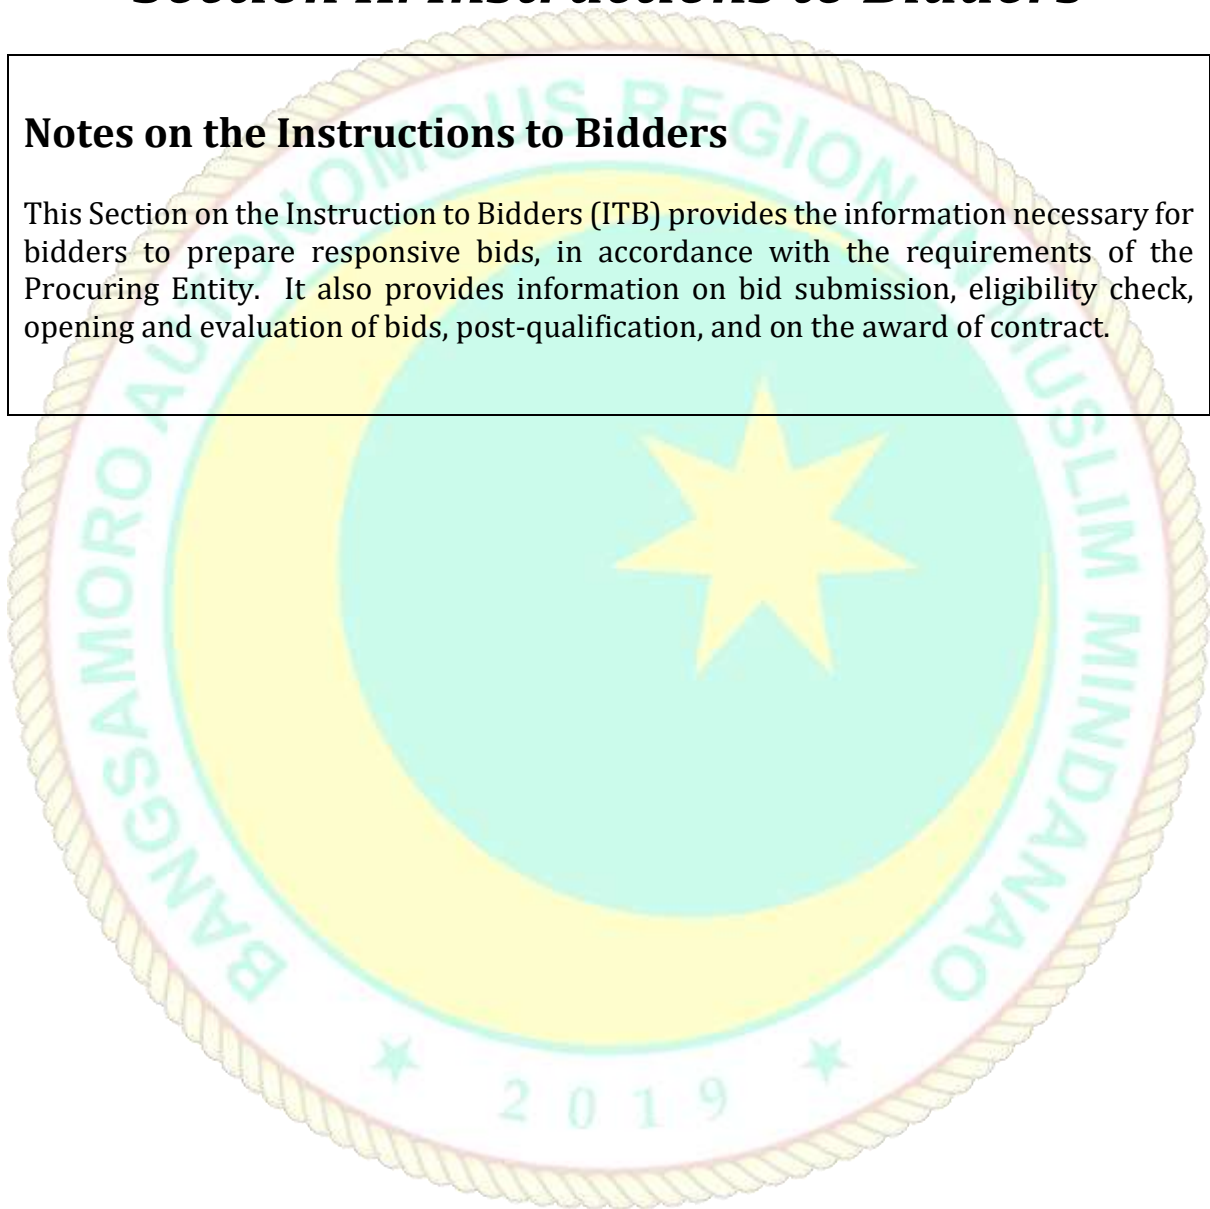 Section II. Instructions to Bidders
Notes on the Instructions to Bidders
This Section on the Instruction to Bidders (ITB) provides the information necessary for
bidders to prepare responsive bids, in accordance with the requirements of the
Procuring Entity. It also provides information on bid submission, eligibility check,
opening and evaluation of bids, post-qualification, and on the award of contract.
BANGSAMORO AUTONOMOUS REGION IN MUSLIM MINDANAO
2019